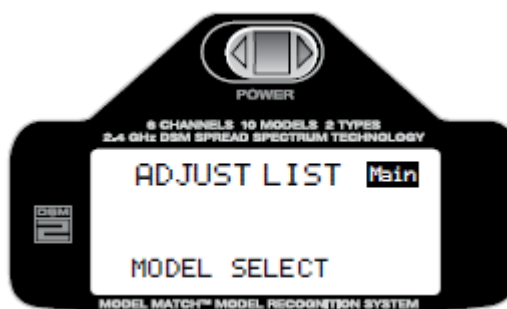 POWER
6 CHANNELS 10 MODELS 2 TYPES
2.4 GHz DSM SPREAD SPECTRUM TECHNOLOGY
ADJUST LIST Main
DSM
2
MODEL SELECT
MODEL MATCH™ MODEL RECOGNITION SYSTEM